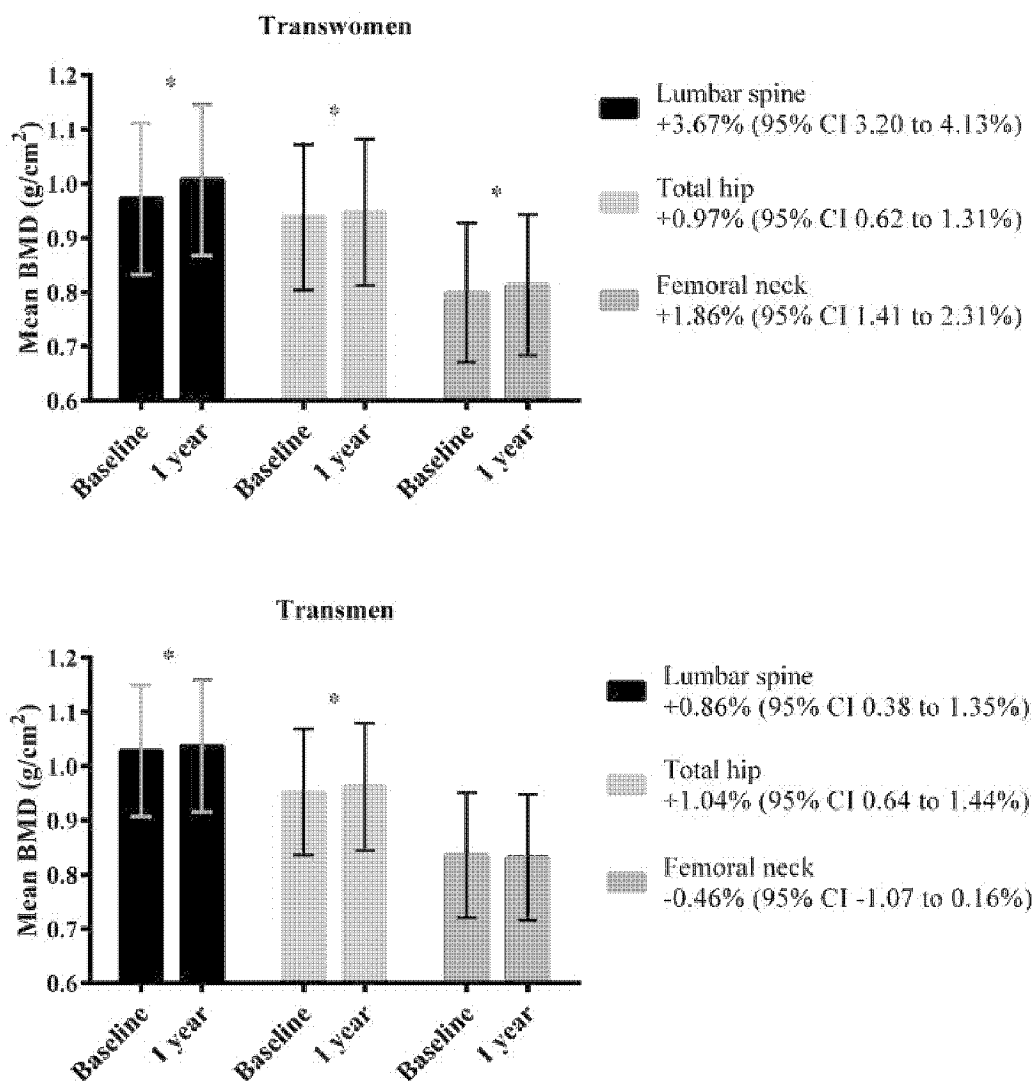 Transwomen
Mean BMD (g/cm²)
1.2
1.1
1.0
0.9
0.8
0.7
0.6
*
*
*
Baseline
1 year
Baseline
1 year
Baseline
1 year
Lumbar spine
+3.67% (95% CI 3.20 to 4.13%)
Total hip
+0.97% (95% CI 0.62 to 1.31%)
Femoral neck
+1.86% (95% CI 1.41 to 2.31%)
Transmen
Mean BMD (g/cm²)
1.2
1.1
1.0
0.9
0.8
0.7
0.6
*
*
Baseline
1 year
Baseline
1 year
Baseline
1 year
Lumbar spine
+0.86% (95% CI 0.38 to 1.35%)
Total hip
+1.04% (95% CI 0.64 to 1.44%)
Femoral neck
-0.46% (95% CI -1.07 to 0.16%)